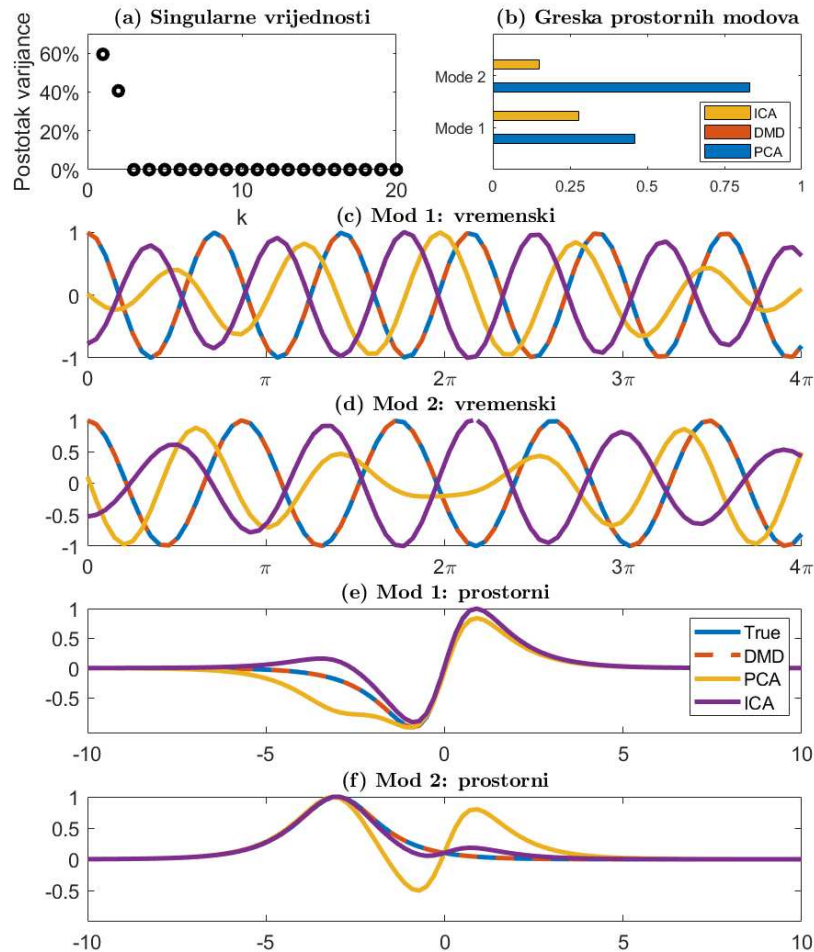 (a) Singularne vrijednosti
Postotak varijance
60%
40%
20%
0%
0
10
20
k
(b) Greska prostornih modova
Mode 2
Mode 1
ICA
DMD
PCA
0
0.25
0.5
0.75
1
(c) Mod 1: vremenski
1
0
-1
0
π
2π
3π
4π
(d) Mod 2: vremenski
1
0.5
0
-0.5
-1
0
π
2π
3π
4π
(e) Mod 1: prostorni
1
0.5
0
-0.5
True
DMD
PCA
ICA
-10
-5
0
5
10
(f) Mod 2: prostorni
1
0.5
0
-0.5
-10
-5
0
5
10